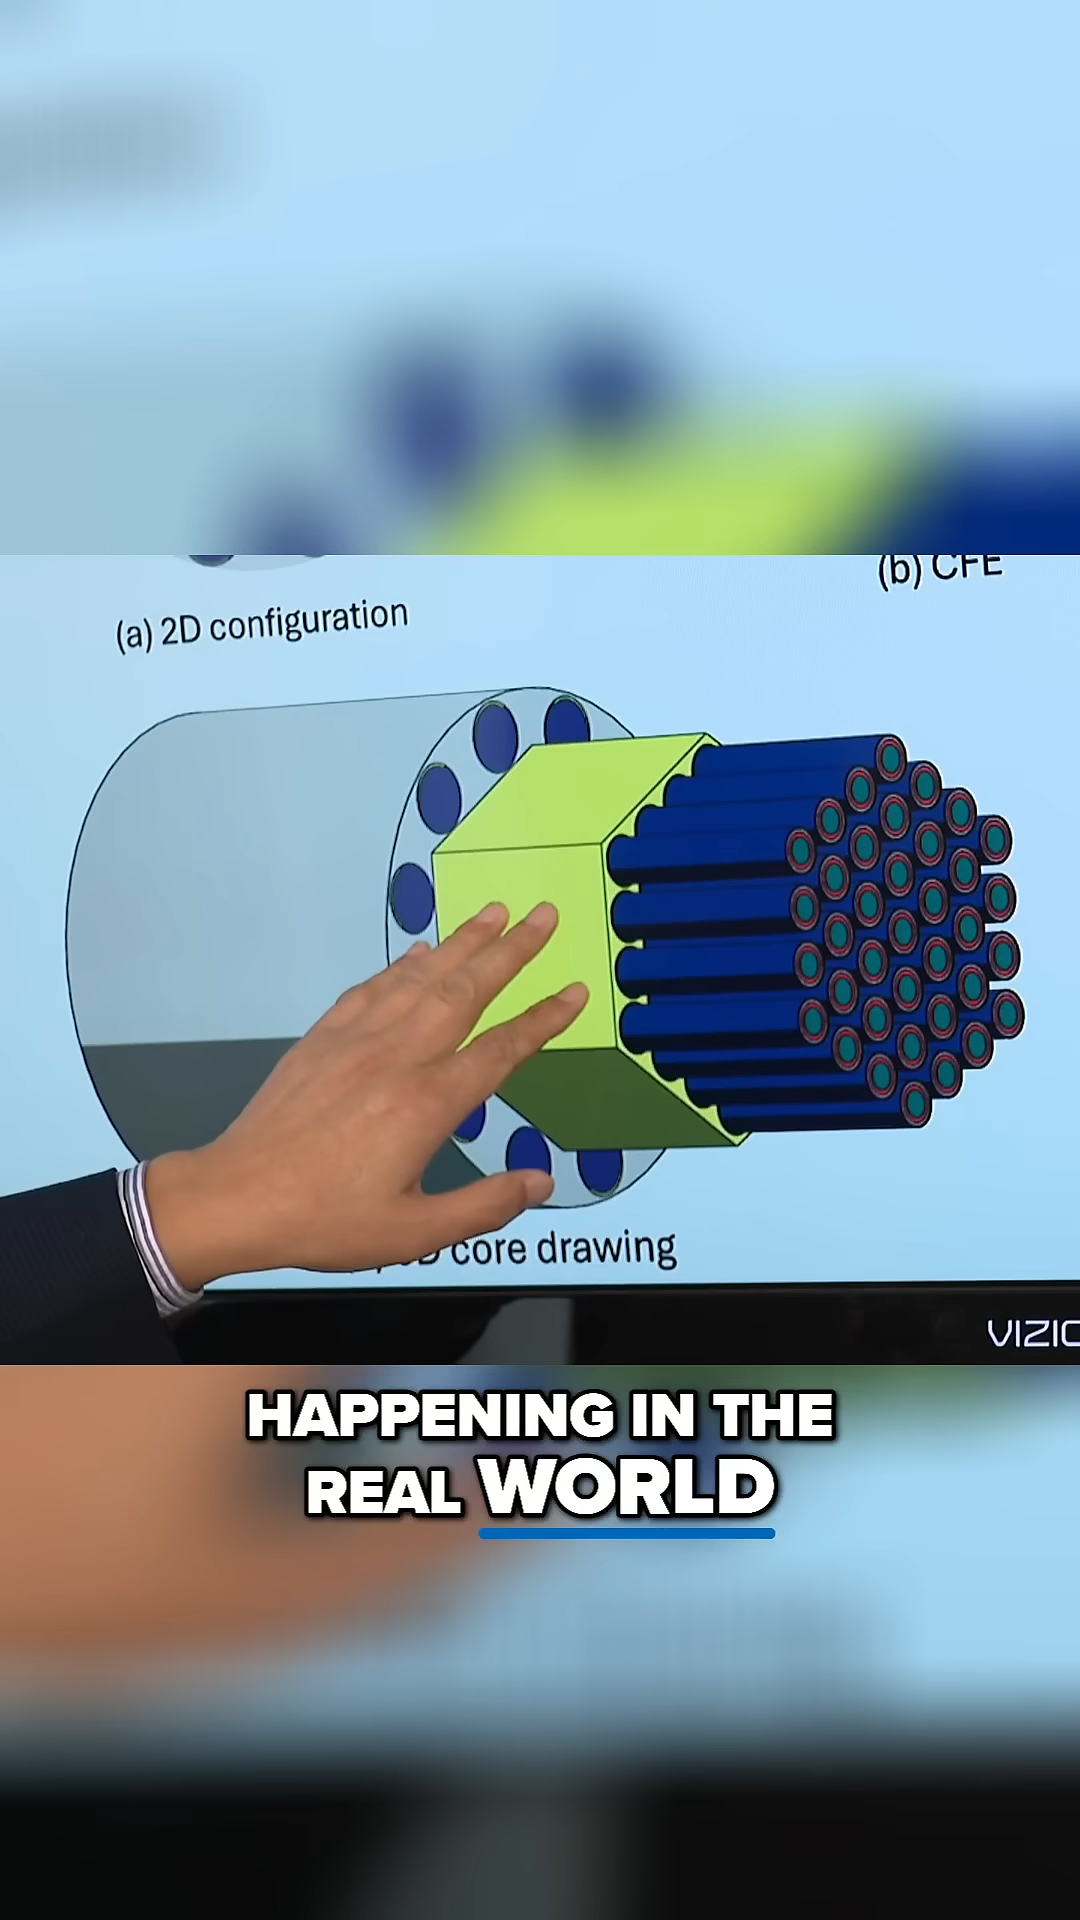 (b) CFE
(a) 2D configuration
core drawing
VIZIO
HAPPENING IN THE
REAL WORLD